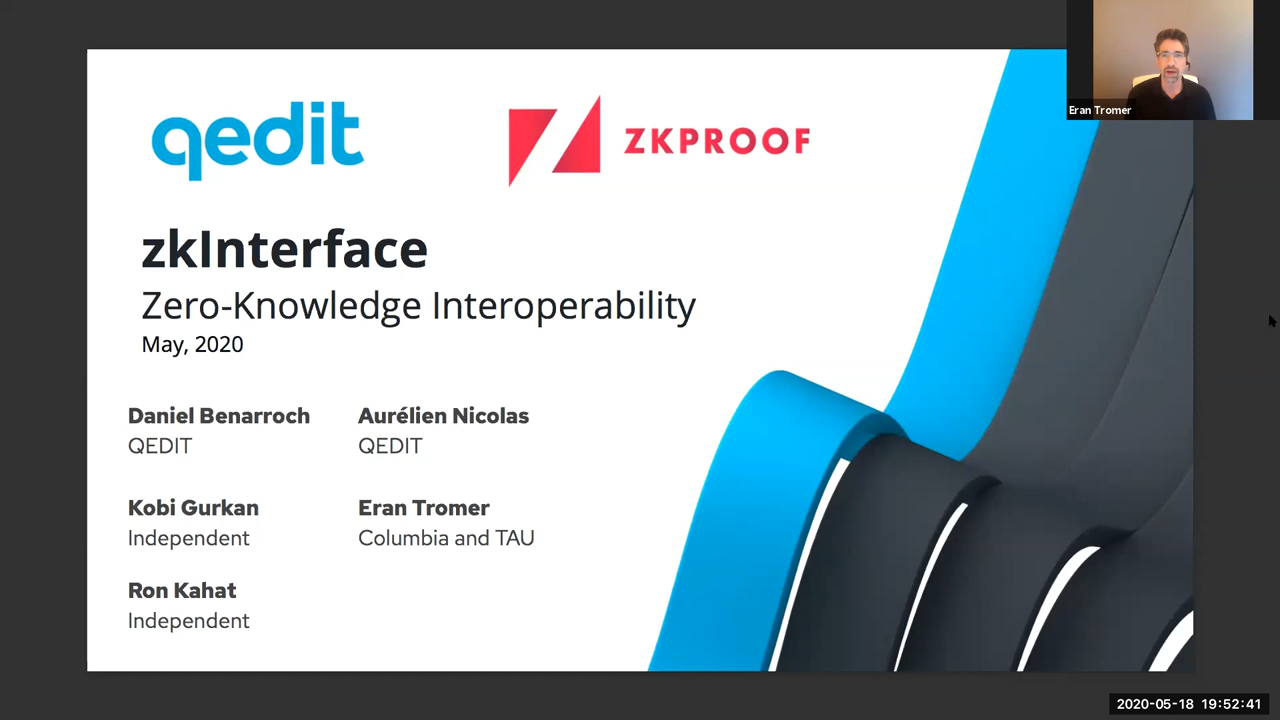 qedit
ZKPROOF
Eran Tromer
zkInterface
Zero-Knowledge Interoperability
May, 2020
Daniel Benarroch
QEDIT
Aurélien Nicolas
QEDIT
Kobi Gurkan
Independent
Eran Tromer
Columbia and TAU
Ron Kahat
Independent
2020-05-18 19:52:41